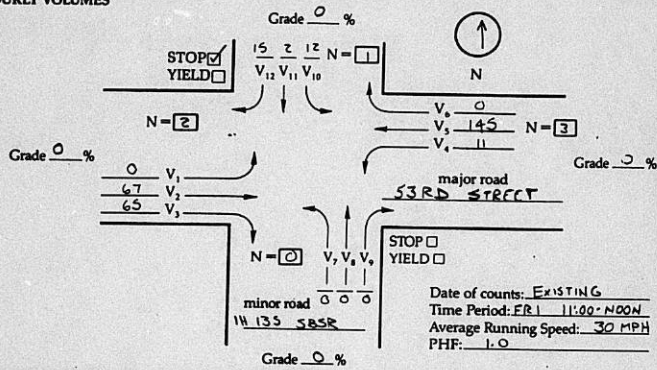 HOURLY VOLUMES
Grade 0 %
STOP☑
YIELD☐
15 2 12
V12 V11 V10
N = 1
N
N = 2
V6 0
V5 145
V4 11
N = 3
Grade 0 %
Grade 0 %
0 V1
67 V2
65 V3
major road
53RD STREET
STOP ☐
YIELD ☐
N = 0
V7 V8 V9
0 0 0
minor road
IH 135 SBSR
Grade 0 %
Date of counts: EXISTING
Time Period: FRI 11:00-NOON
Average Running Speed: 30 MPH
PHF: 1.0